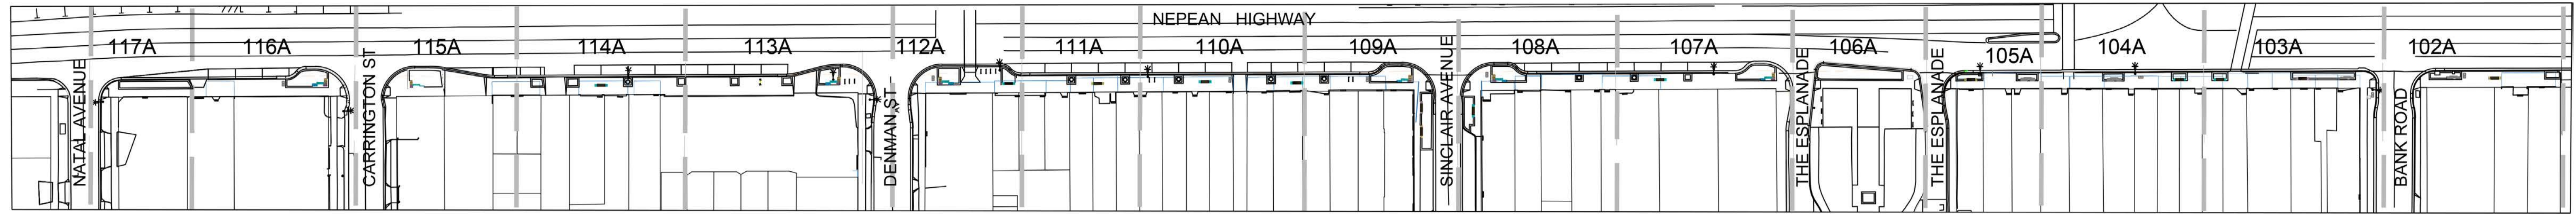 NEPEAN HIGHWAY
117A
116A
115A
114A
113A
112A
111A
110A
109A
108A
107A
106A
105A
104A
103A
102A
NATAL AVENUE
CARRINGTON ST
DENMAN ST
SINCLAIR AVENUE
THE ESPLANADE
THE ESPLANADE
BANK ROAD